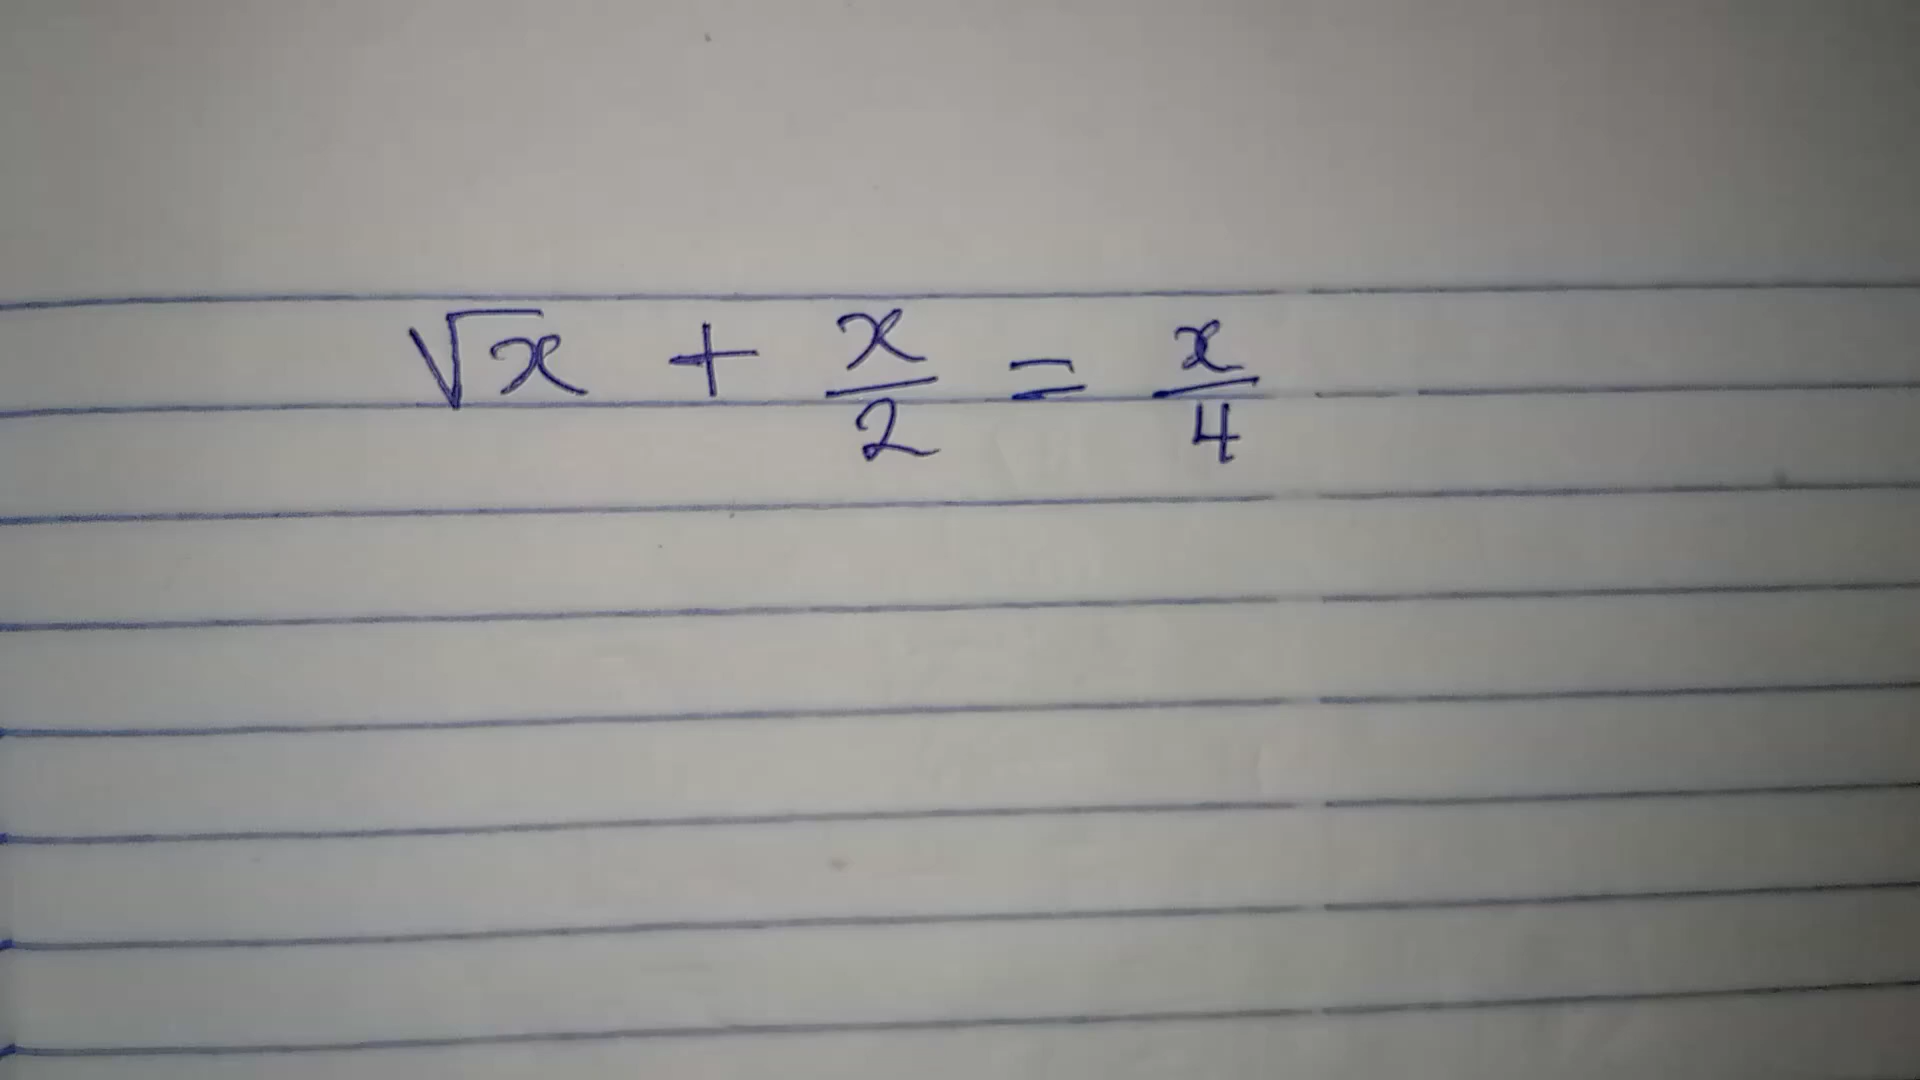 √x + x/2 = x/4